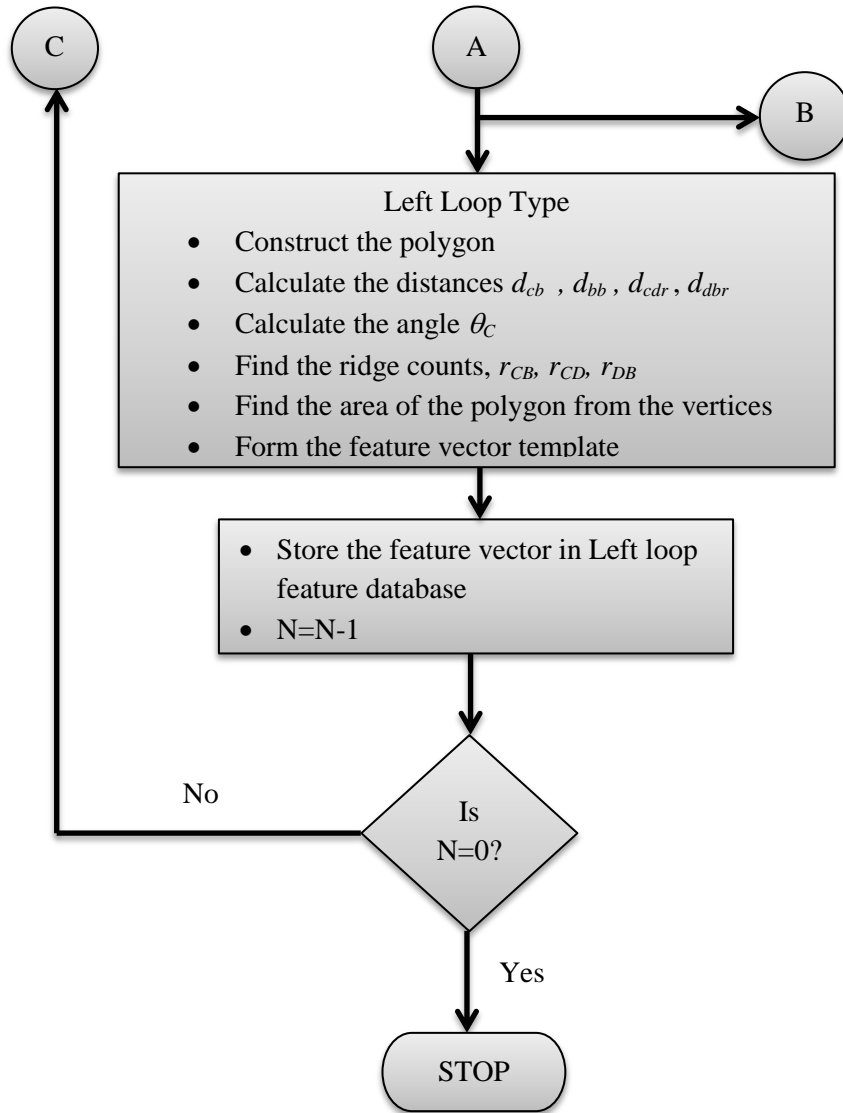 C
A
B
Left Loop Type
• Construct the polygon
• Calculate the distances d_cb , d_bb , d_cdr , d_dbr
• Calculate the angle θ_C
• Find the ridge counts, r_CB, r_CD, r_DB
• Find the area of the polygon from the vertices
• Form the feature vector template
• Store the feature vector in Left loop
feature database
• N=N-1
No
Is
N=0?
Yes
STOP